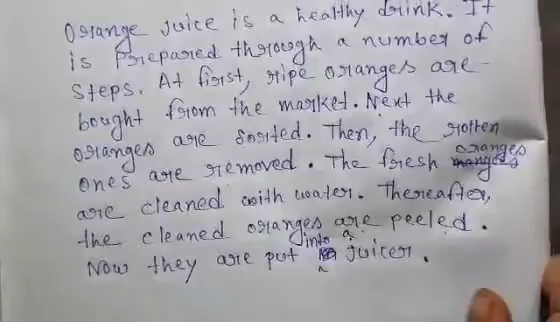 Orange juice is a healthy drink. It
is prepared through a number of
steps. At first, ripe oranges are
bought from the market. Next the
oranges are sorted. Then, the rotten
ones are removed. The fresh oranges
are cleaned with water. Thereafter,
the cleaned oranges are peeled.
Now they are put into a juicer.